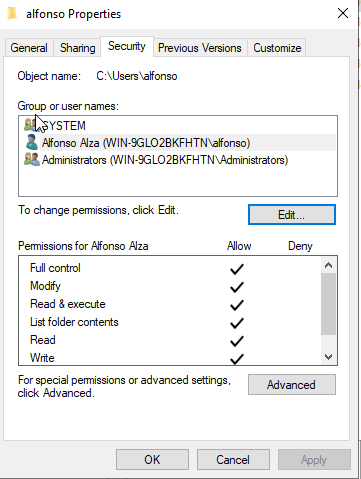 alfonso Properties
General Sharing Security Previous Versions Customize
Object name: C:\Users\alfonso
Group or user names:
SYSTEM
Alfonso Alza (WIN-9GLO2BKFHTN\alfonso)
Administrators (WIN-9GLO2BKFHTN\Administrators)
To change permissions, click Edit.
Edit...
Permissions for Alfonso Alza Allow Deny
Full control
Modify
Read & execute
List folder contents
Read
Write
For special permissions or advanced settings,
click Advanced.
Advanced
OK Cancel Apply